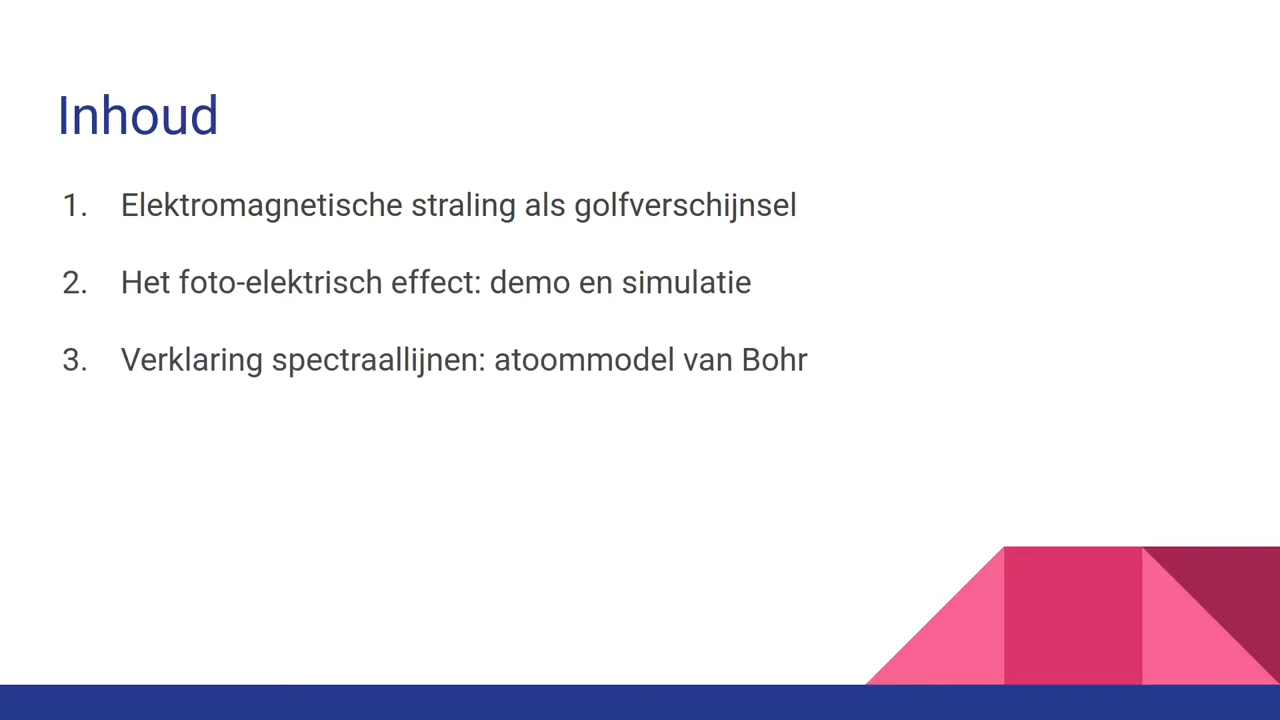 Inhoud
1. Elektromagnetische straling als golfverschijnsel
2. Het foto-elektrisch effect: demo en simulatie
3. Verklaring spectraallijnen: atoommodel van Bohr